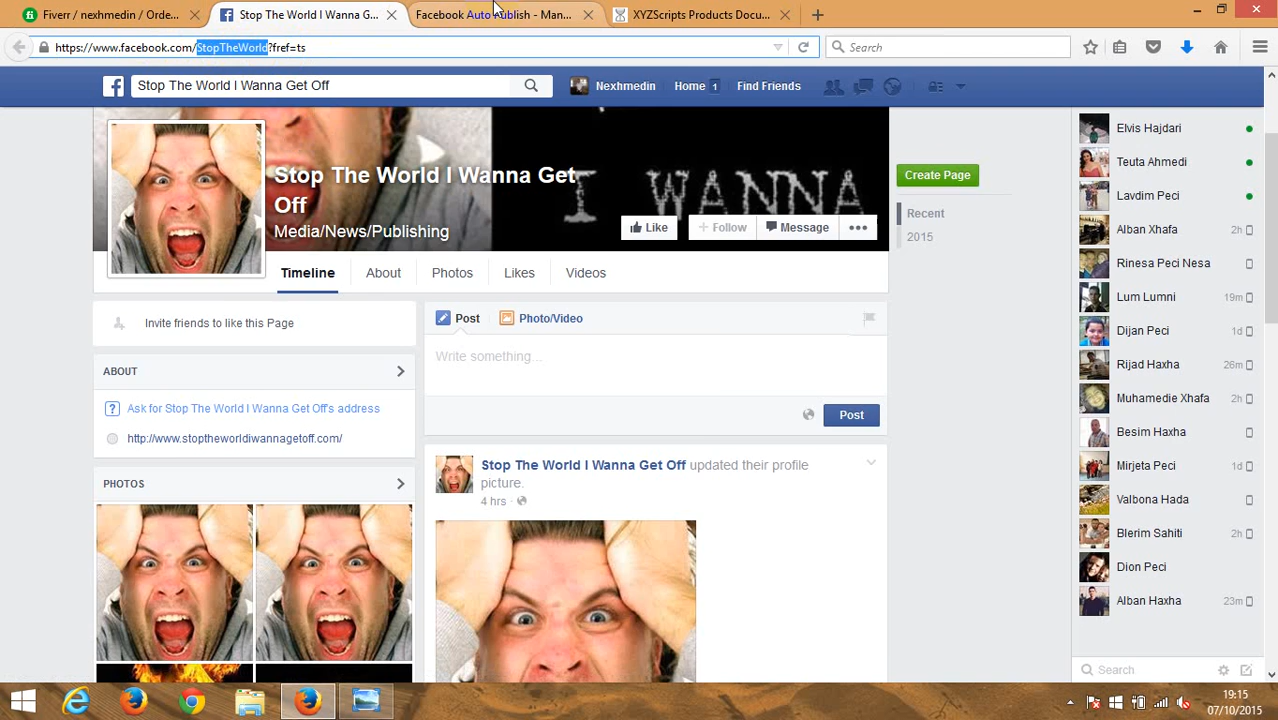 Fiverr / nexhmedin / Orde...
Stop The World I Wanna G...
Facebook Auto Publish - Man...
XYZScripts Products Docu...
https://www.facebook.com/StopTheWorld?fref=ts
Search
Stop The World I Wanna Get Off
Nexhmedin
Home 1
Find Friends
I WANNA
Stop The World I Wanna Get
Off
Media/News/Publishing
Like
Follow
Message
Create Page
Recent
2015
Timeline
About
Photos
Likes
Videos
Invite friends to like this Page
Post
Photo/Video
Write something...
Post
ABOUT
Ask for Stop The World I Wanna Get Off's address
http://www.stoptheworldiwannagetoff.com/
PHOTOS
Stop The World I Wanna Get Off updated their profile
picture.
4 hrs
Elvis Hajdari
Teuta Ahmedi
Lavdim Peci
Alban Xhafa 2h
Rinesa Peci Nesa
Lum Lumni 19m
Dijan Peci 1d
Rijad Haxha 26m
Muhamedie Xhafa 2h
Besim Haxha
Mirjeta Peci 1d
Valbona Hada
Blerim Sahiti 2h
Dion Peci
Alban Haxha 23m
Search
19:15
07/10/2015